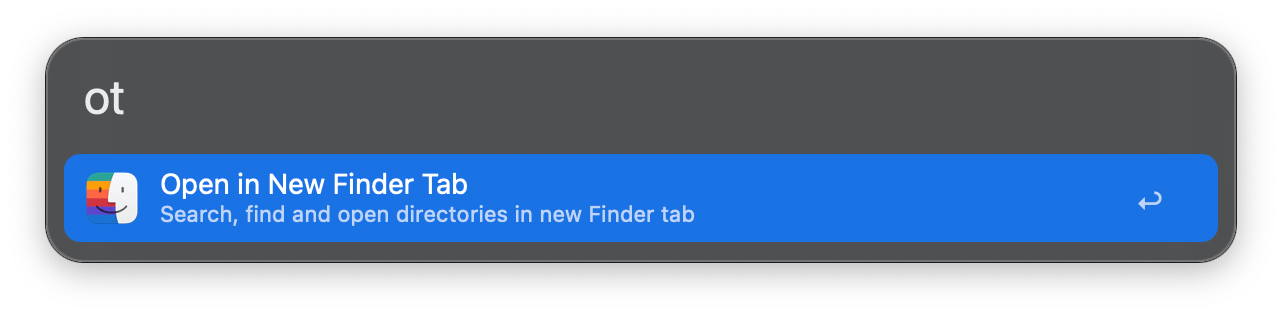 ot
Open in New Finder Tab
Search, find and open directories in new Finder tab